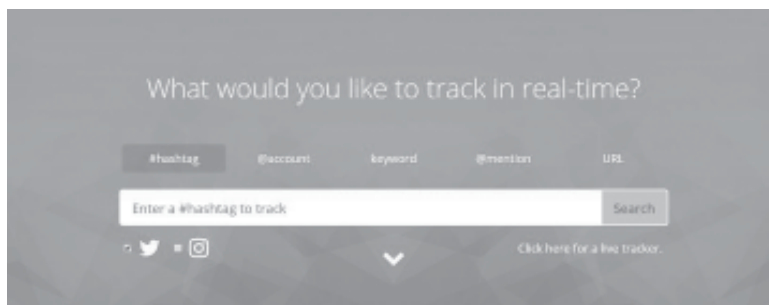 What would you like to track in real-time?
#hashtag @account keyword @mention URL
Enter a #hashtag to track Search
Click here for a live tracker.